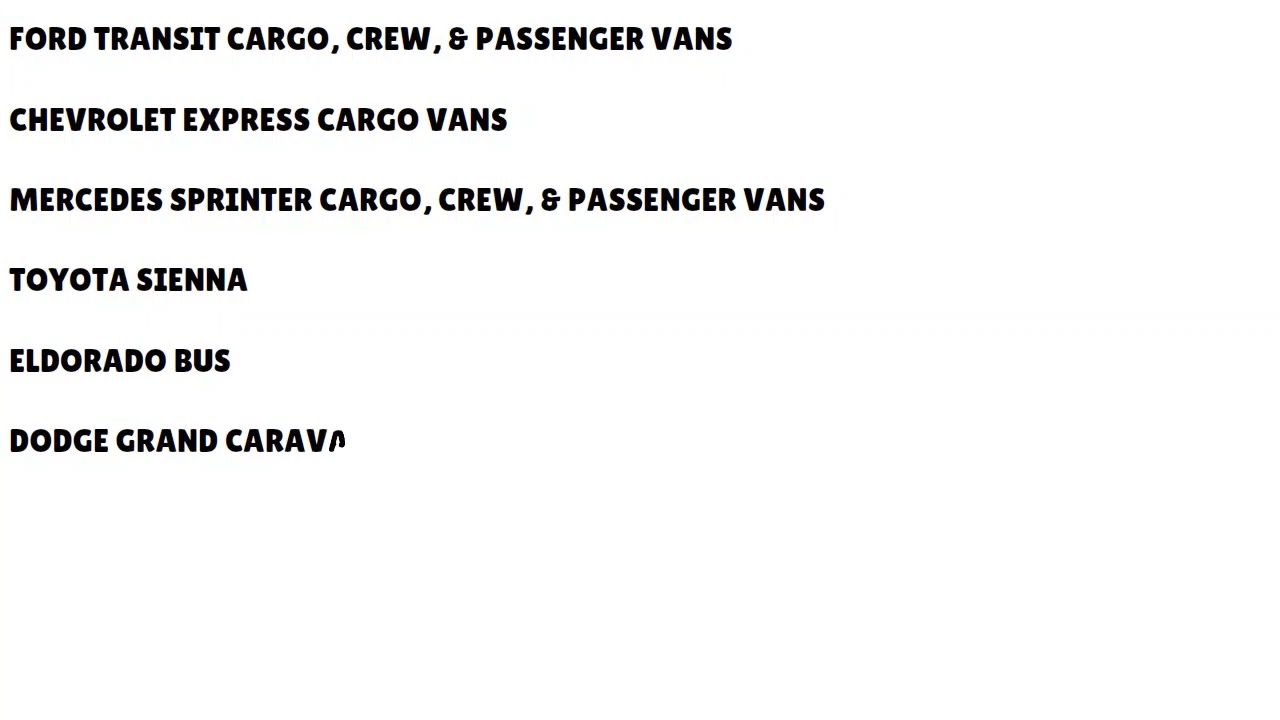 FORD TRANSIT CARGO, CREW, & PASSENGER VANS
CHEVROLET EXPRESS CARGO VANS
MERCEDES SPRINTER CARGO, CREW, & PASSENGER VANS
TOYOTA SIENNA
ELDORADO BUS
DODGE GRAND